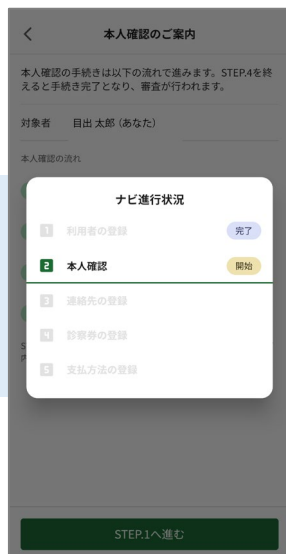 本人確認のご案内
本人確認の手続きは以下の流れで進みます。STEP.4を終
えると手続き完了となり、審査が行われます。
対象者 目出 太郎（あなた）
本人確認の流れ
ナビ進行状況
1 利用者の登録 完了
2 本人確認 開始
3 連絡先の登録
4 診察券の登録
5 支払方法の登録
STEP.1へ進む